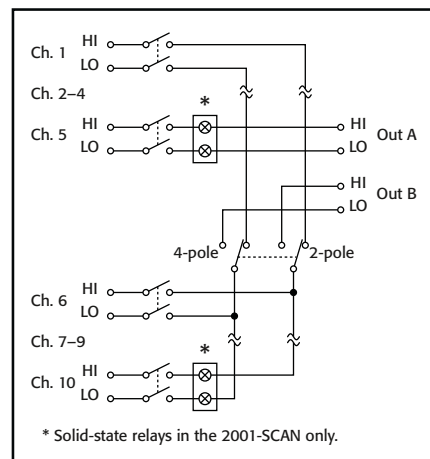 Ch. 1 HI
LO
Ch. 2–4
*
Ch. 5 HI
LO
HI
LO
Out A
HI
LO
Out B
4-pole
2-pole
Ch. 6 HI
LO
Ch. 7–9
*
Ch. 10 HI
LO
* Solid-state relays in the 2001-SCAN only.